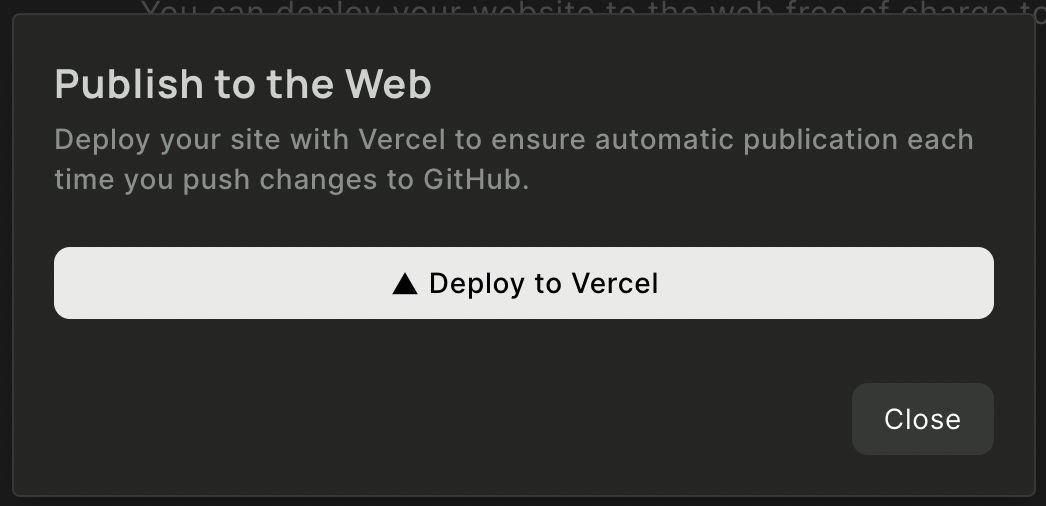 You can deploy your website to the web free of charge to
Publish to the Web
Deploy your site with Vercel to ensure automatic publication each
time you push changes to GitHub.
▲ Deploy to Vercel
Close